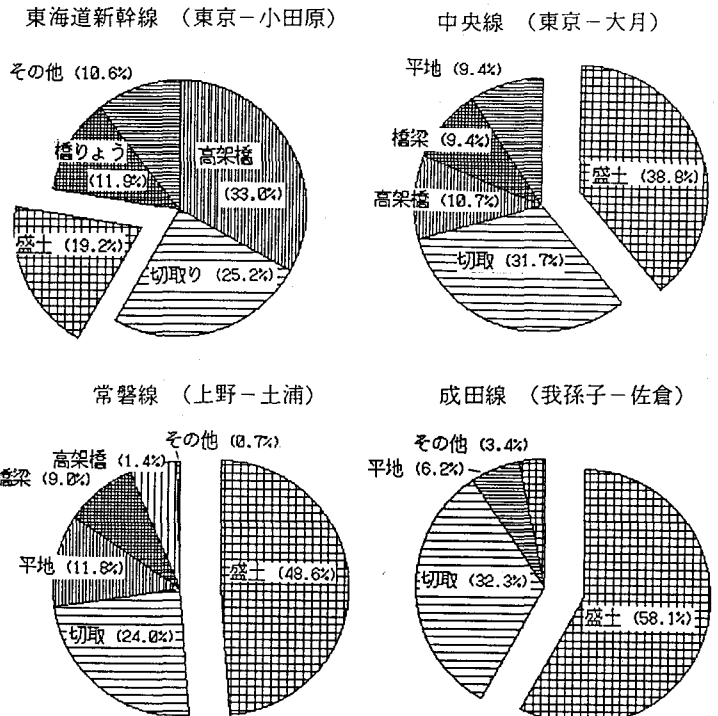 東海道新幹線 (東京－小田原)
その他 (10.6%)
高架橋
(33.0%)
橋りょう
(11.9%)
盛土 (19.2%)
切取り (25.2%)
中央線 (東京－大月)
平地 (9.4%)
橋梁 (9.4%)
高架橋 (10.7%)
盛土 (38.8%)
切取 (31.7%)
常磐線 (上野－土浦)
その他 (0.7%)
高架橋 (1.4%)
橋梁 (9.0%)
平地 (11.8%)
盛土 (49.6%)
切取 (24.0%)
成田線 (我孫子－佐倉)
その他 (3.4%)
平地 (6.2%)
切取 (32.3%)
盛土 (58.1%)